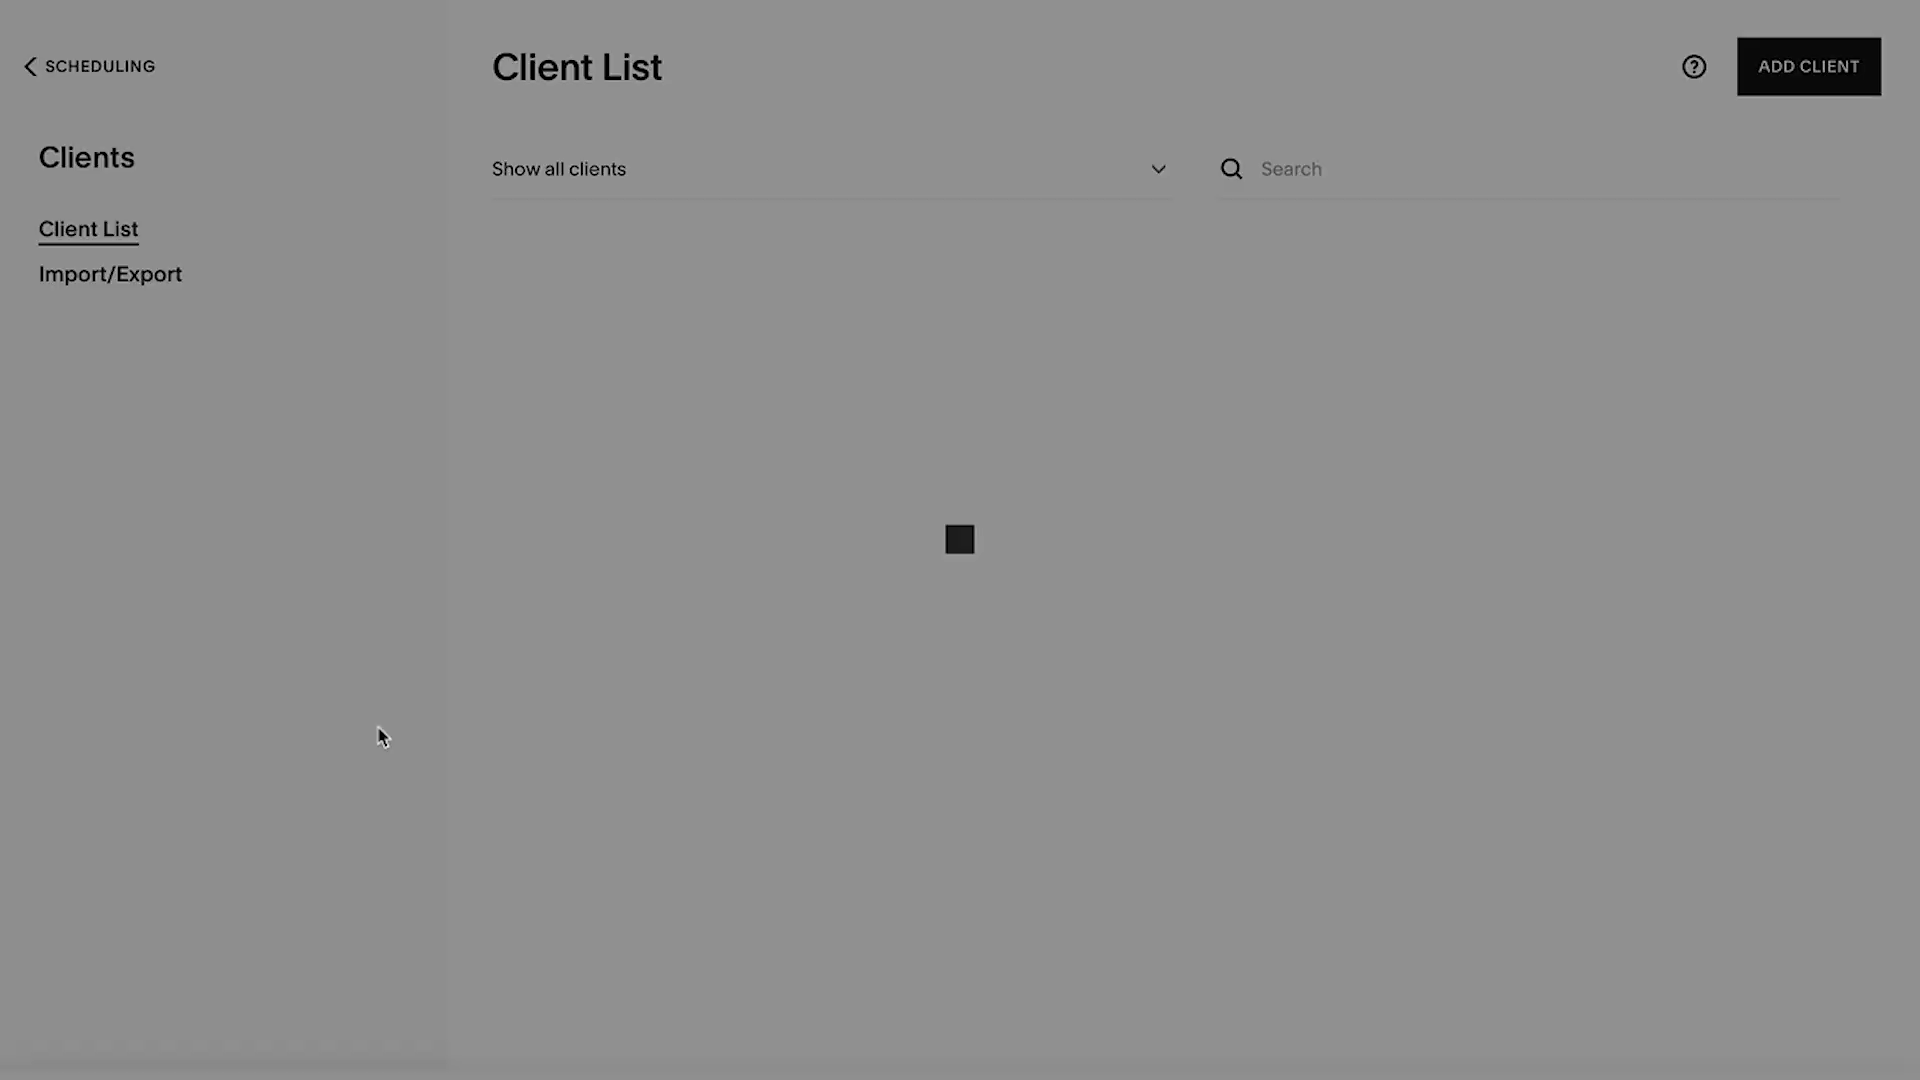 SCHEDULING
Client List
ADD CLIENT
Clients
Show all clients
Search
Client List
Import/Export